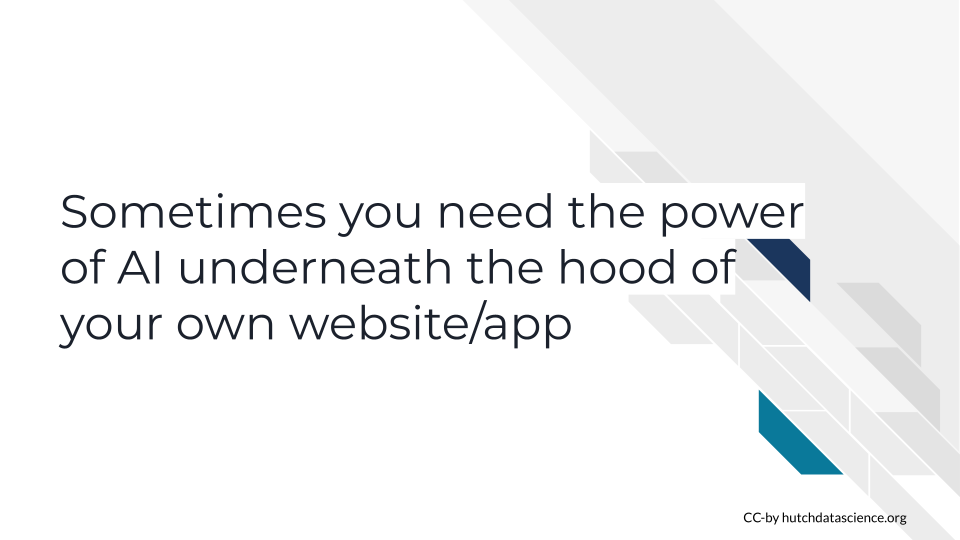 Sometimes you need the power
of AI underneath the hood of
your own website/app
CC-by hutchdatascience.org